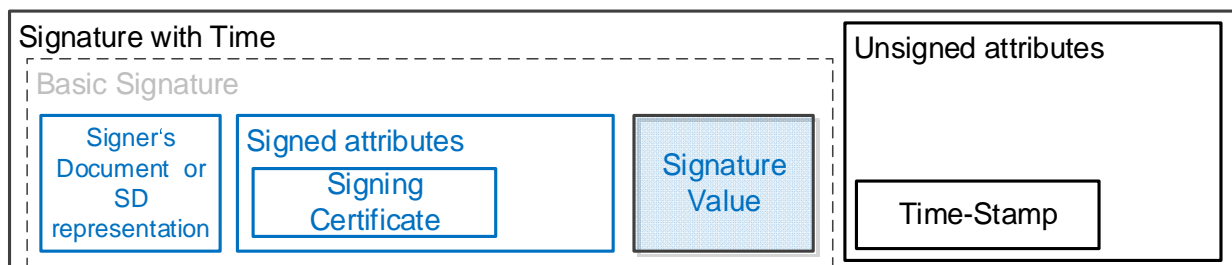 Signature with Time
Basic Signature
Signer‘s
Document or
SD
representation
Signed attributes
Signing
Certificate
Signature
Value
Unsigned attributes
Time-Stamp